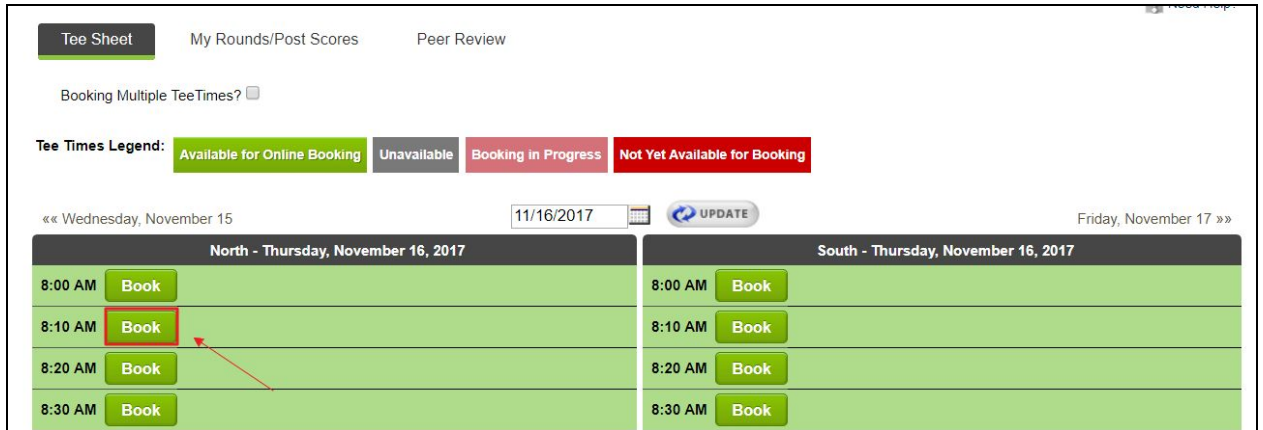 Need Help?
Tee Sheet My Rounds/Post Scores Peer Review
Booking Multiple TeeTimes?
Tee Times Legend: Available for Online Booking Unavailable Booking in Progress Not Yet Available for Booking
«« Wednesday, November 15 11/16/2017 UPDATE Friday, November 17 »»
North - Thursday, November 16, 2017 South - Thursday, November 16, 2017
8:00 AM Book 8:00 AM Book
8:10 AM Book 8:10 AM Book
8:20 AM Book 8:20 AM Book
8:30 AM Book 8:30 AM Book